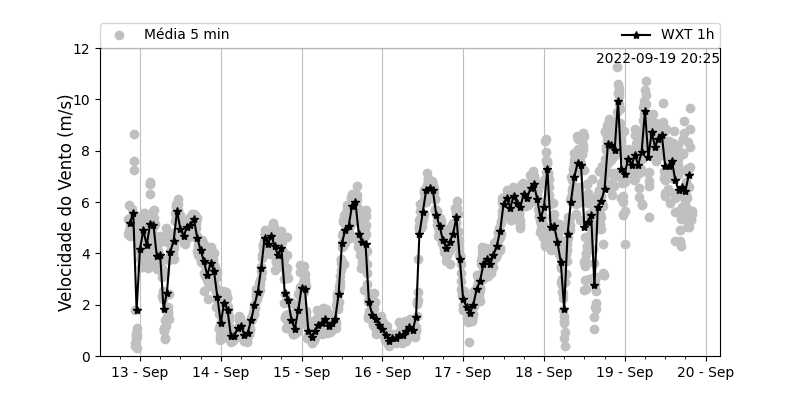 Média 5 min
WXT 1h
2022-09-19 20:25
Velocidade do Vento (m/s)
12
10
8
6
4
2
0
13 - Sep
14 - Sep
15 - Sep
16 - Sep
17 - Sep
18 - Sep
19 - Sep
20 - Sep